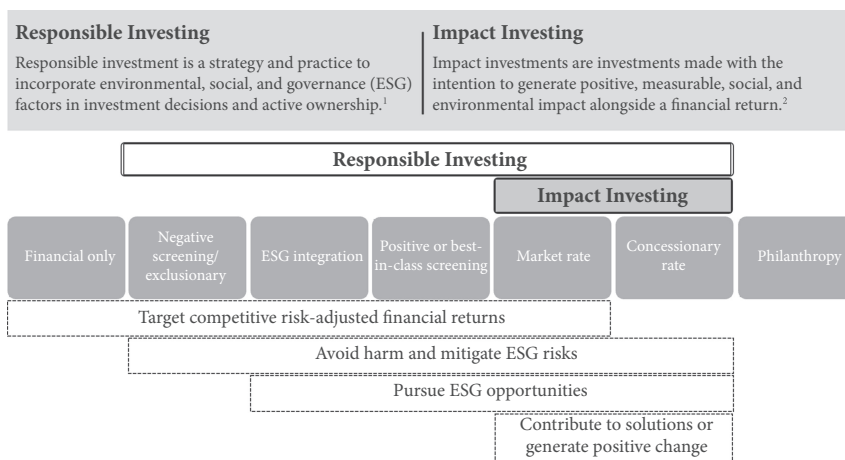 Responsible Investing
Responsible investment is a strategy and practice to
incorporate environmental, social, and governance (ESG)
factors in investment decisions and active ownership.¹
Impact Investing
Impact investments are investments made with the
intention to generate positive, measurable, social, and
environmental impact alongside a financial return.²
Responsible Investing
Impact Investing
Financial only
Negative
screening/
exclusionary
ESG integration
Positive or best-
in-class screening
Market rate
Concessionary
rate
Philanthropy
Target competitive risk-adjusted financial returns
Avoid harm and mitigate ESG risks
Pursue ESG opportunities
Contribute to solutions or
generate positive change